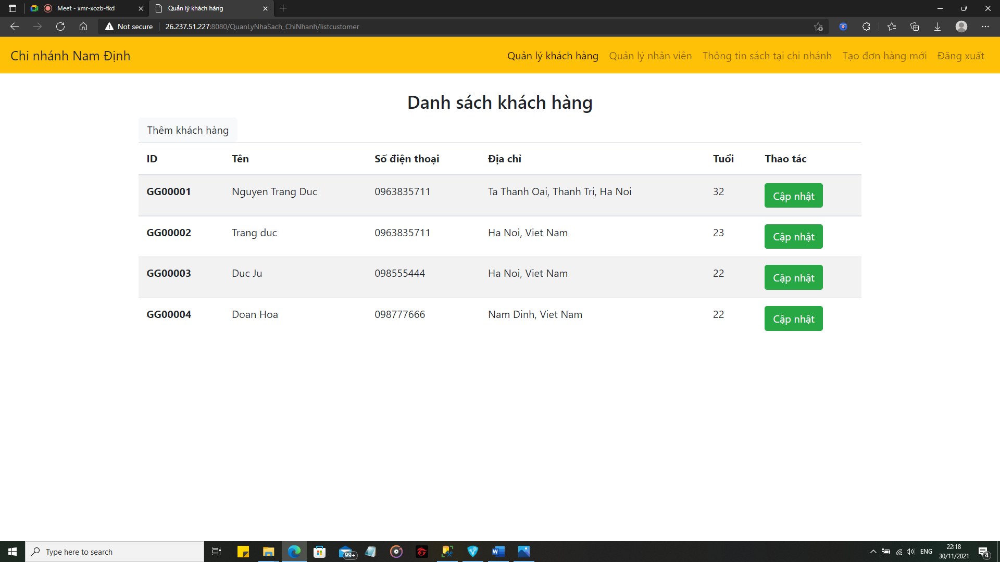 Meet - xmr-xozb-fkd
Quản lý khách hàng
Not secure
26.237.51.227:8080/QuanLyNhaSach_ChiNhanh/listcustomer
Chi nhánh Nam Định
Quản lý khách hàng Quản lý nhân viên Thông tin sách tại chi nhánh Tạo đơn hàng mới Đăng xuất
Danh sách khách hàng
Thêm khách hàng
ID Tên Số điện thoại Địa chỉ Tuổi Thao tác
GG00001 Nguyen Trang Duc 0963835711 Ta Thanh Oai, Thanh Tri, Ha Noi 32 Cập nhật
GG00002 Trang duc 0963835711 Ha Noi, Viet Nam 23 Cập nhật
GG00003 Duc Ju 098555444 Ha Noi, Viet Nam 22 Cập nhật
GG00004 Doan Hoa 098777666 Nam Dinh, Viet Nam 22 Cập nhật
Type here to search
99+
W
ENG
22:18
30/11/2021
4